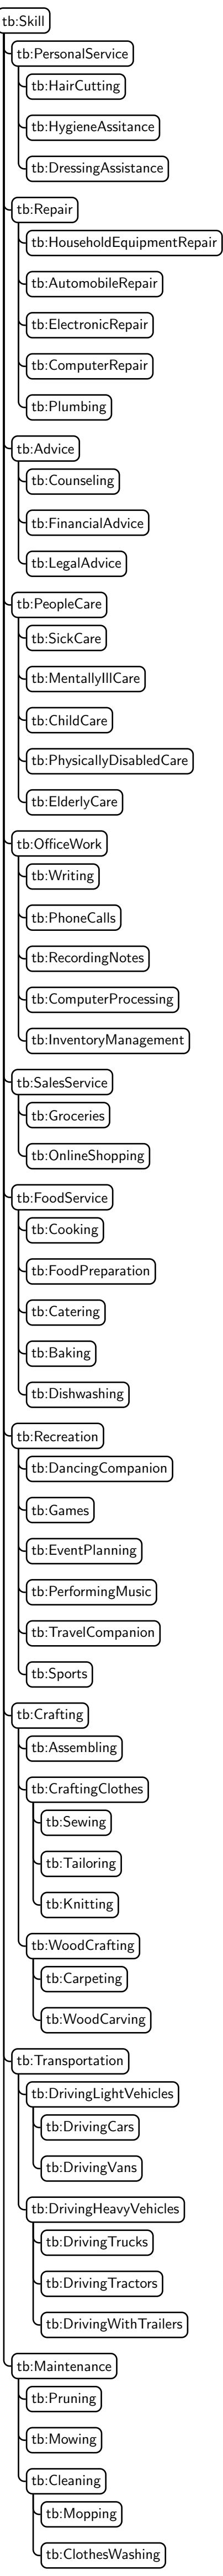 tb:Skill
tb:PersonalService
tb:HairCutting
tb:HygieneAssitance
tb:DressingAssistance
tb:Repair
tb:HouseholdEquipmentRepair
tb:AutomobileRepair
tb:ElectronicRepair
tb:ComputerRepair
tb:Plumbing
tb:Advice
tb:Counseling
tb:FinancialAdvice
tb:LegalAdvice
tb:PeopleCare
tb:SickCare
tb:MentallyIllCare
tb:ChildCare
tb:PhysicallyDisabledCare
tb:ElderlyCare
tb:OfficeWork
tb:Writing
tb:PhoneCalls
tb:RecordingNotes
tb:ComputerProcessing
tb:InventoryManagement
tb:SalesService
tb:Groceries
tb:OnlineShopping
tb:FoodService
tb:Cooking
tb:FoodPreparation
tb:Catering
tb:Baking
tb:Dishwashing
tb:Recreation
tb:DancingCompanion
tb:Games
tb:EventPlanning
tb:PerformingMusic
tb:TravelCompanion
tb:Sports
tb:Crafting
tb:Assembling
tb:CraftingClothes
tb:Sewing
tb:Tailoring
tb:Knitting
tb:WoodCrafting
tb:Carpeting
tb:WoodCarving
tb:Transportation
tb:DrivingLightVehicles
tb:DrivingCars
tb:DrivingVans
tb:DrivingHeavyVehicles
tb:DrivingTrucks
tb:DrivingTractors
tb:DrivingWithTrailers
tb:Maintenance
tb:Pruning
tb:Mowing
tb:Cleaning
tb:Mopping
tb:ClothesWashing